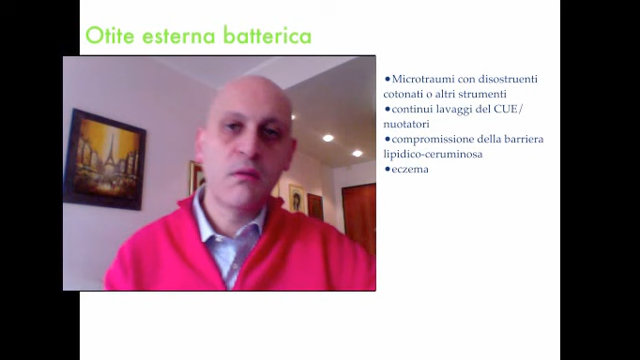 Otite esterna batterica
•Microtraumi con disostruenti
cotonati o altri strumenti
•continui lavaggi del CUE/
nuotatori
•compromissione della barriera
lipidico-ceruminosa
•eczema